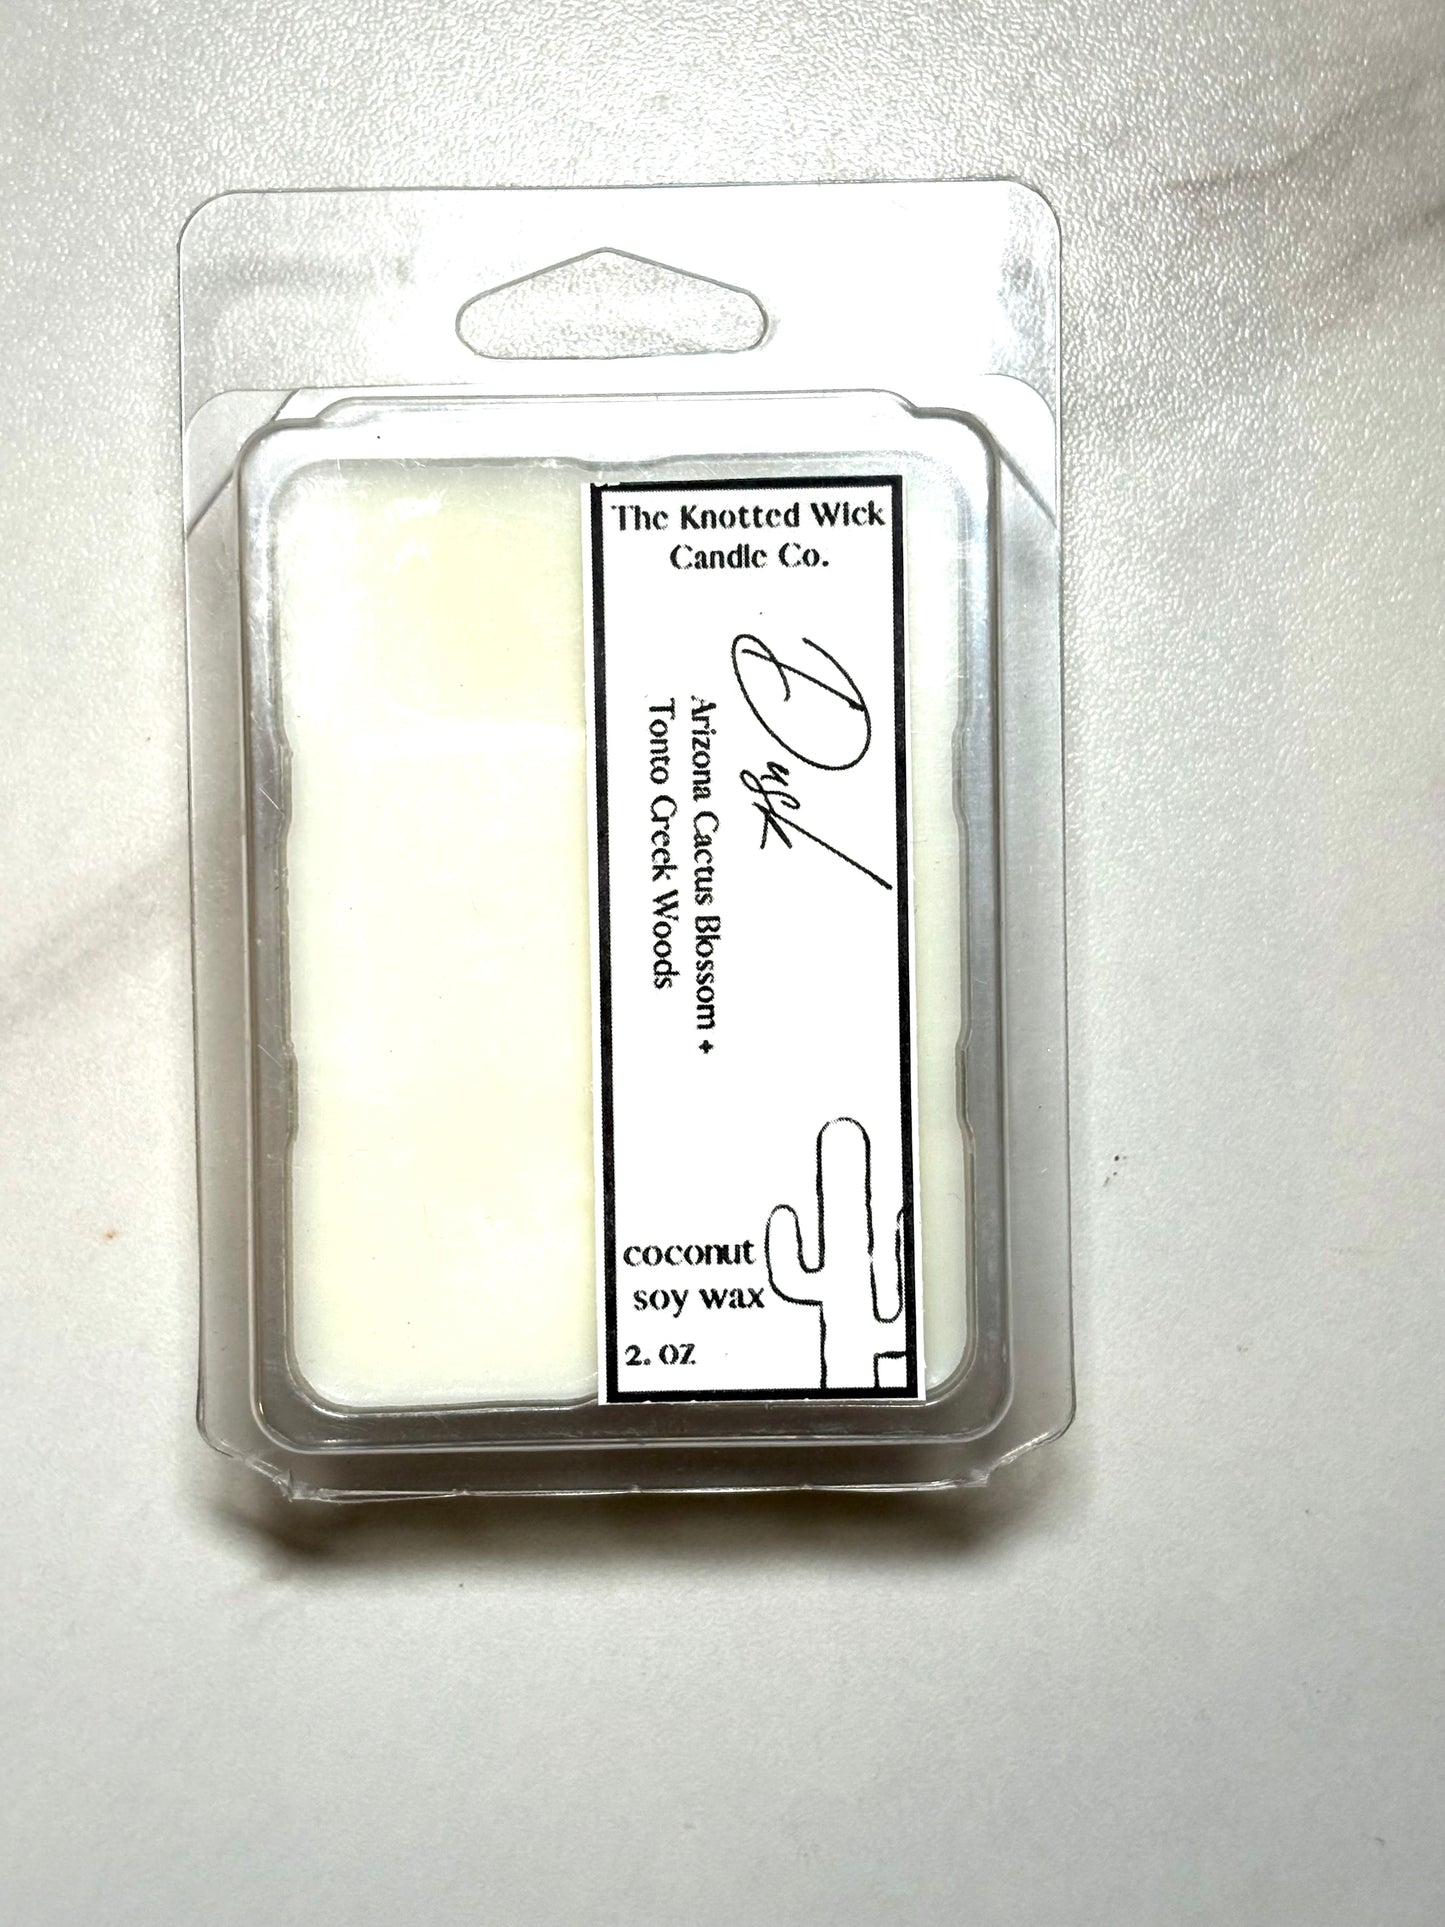 The Knotted Wick
Candle Co.
Dusk
Arizona Cactus Blossom +
Tonto Creek Woods
coconut
soy wax
2. OZ